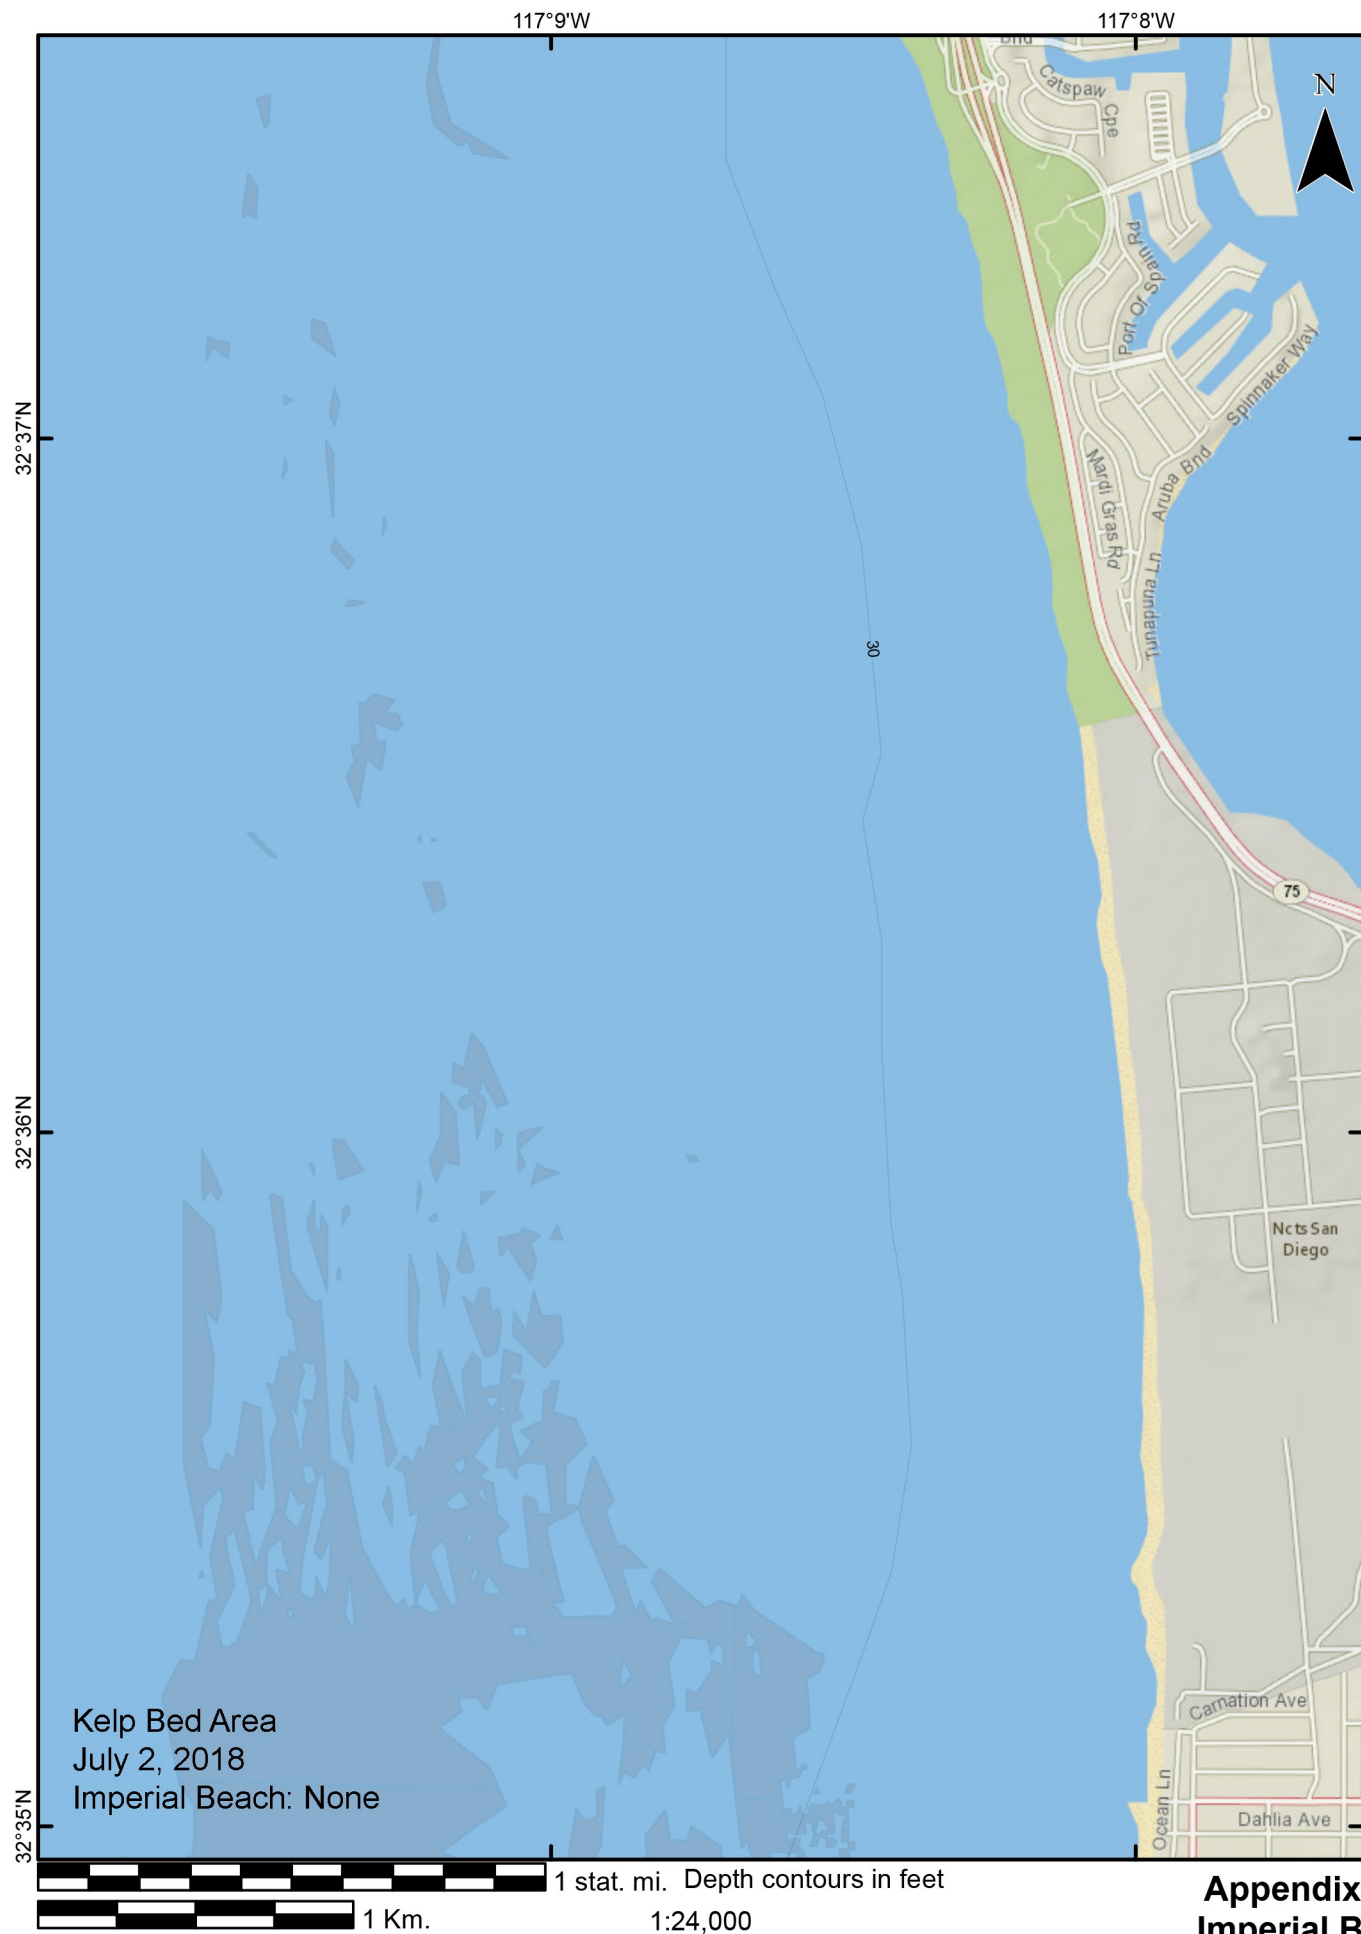 117°9'W
117°8'W
N
Bnd
Catspaw
Cpe
Port Of Spain Rd
Spinnaker Way
32°37'N
Mardi Gras Rd
Aruba Bnd
Tunapuna Ln
30
75
32°36'N
Ncts San
Diego
Carnation Ave
Kelp Bed Area
July 2, 2018
Imperial Beach: None
32°35'N
Ocean Ln
Dahlia Ave
1 stat. mi. Depth contours in feet
1 Km.
1:24,000
Appendix
Imperial B